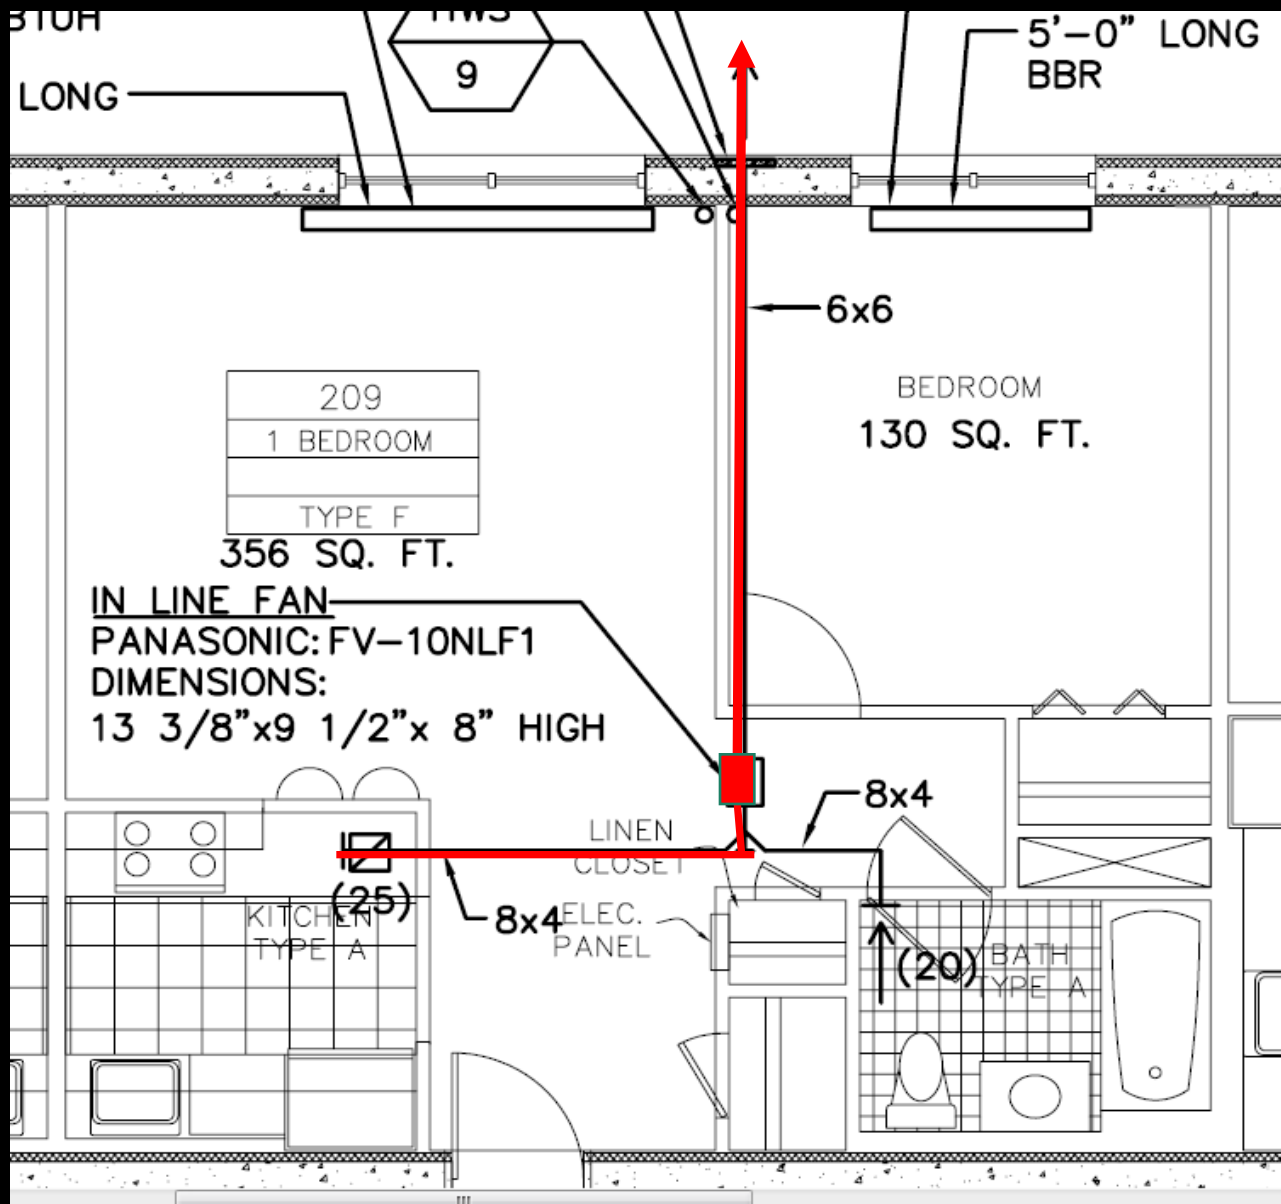 BTUH
HWS
9
5'-0" LONG
BBR
LONG
6x6
209
1 BEDROOM
TYPE F
356 SQ. FT.
BEDROOM
130 SQ. FT.
IN LINE FAN
PANASONIC: FV-10NLF1
DIMENSIONS:
13 3/8"x9 1/2"x 8" HIGH
8x4
LINEN
CLOSET
(25)
KITCHEN
TYPE A
8x4
ELEC.
PANEL
(20)
BATH
TYPE A